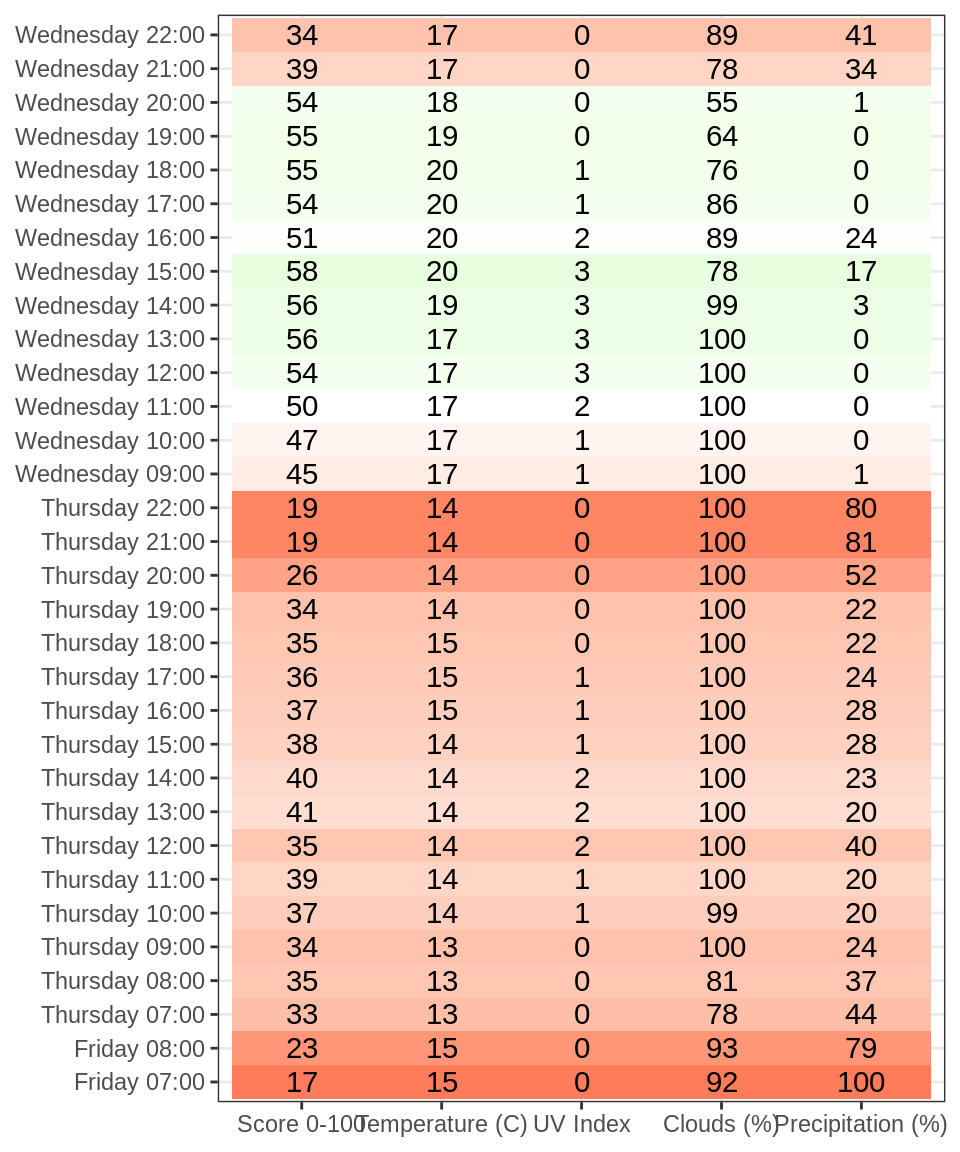 Wednesday 22:00 34 17 0 89 41
Wednesday 21:00 39 17 0 78 34
Wednesday 20:00 54 18 0 55 1
Wednesday 19:00 55 19 0 64 0
Wednesday 18:00 55 20 1 76 0
Wednesday 17:00 54 20 1 86 0
Wednesday 16:00 51 20 2 89 24
Wednesday 15:00 58 20 3 78 17
Wednesday 14:00 56 19 3 99 3
Wednesday 13:00 56 17 3 100 0
Wednesday 12:00 54 17 3 100 0
Wednesday 11:00 50 17 2 100 0
Wednesday 10:00 47 17 1 100 0
Wednesday 09:00 45 17 1 100 1
Thursday 22:00 19 14 0 100 80
Thursday 21:00 19 14 0 100 81
Thursday 20:00 26 14 0 100 52
Thursday 19:00 34 14 0 100 22
Thursday 18:00 35 15 0 100 22
Thursday 17:00 36 15 1 100 24
Thursday 16:00 37 15 1 100 28
Thursday 15:00 38 14 1 100 28
Thursday 14:00 40 14 2 100 23
Thursday 13:00 41 14 2 100 20
Thursday 12:00 35 14 2 100 40
Thursday 11:00 39 14 1 100 20
Thursday 10:00 37 14 1 99 20
Thursday 09:00 34 13 0 100 24
Thursday 08:00 35 13 0 81 37
Thursday 07:00 33 13 0 78 44
Friday 08:00 23 15 0 93 79
Friday 07:00 17 15 0 92 100
Score 0-100 Temperature (C) UV Index Clouds (%) Precipitation (%)